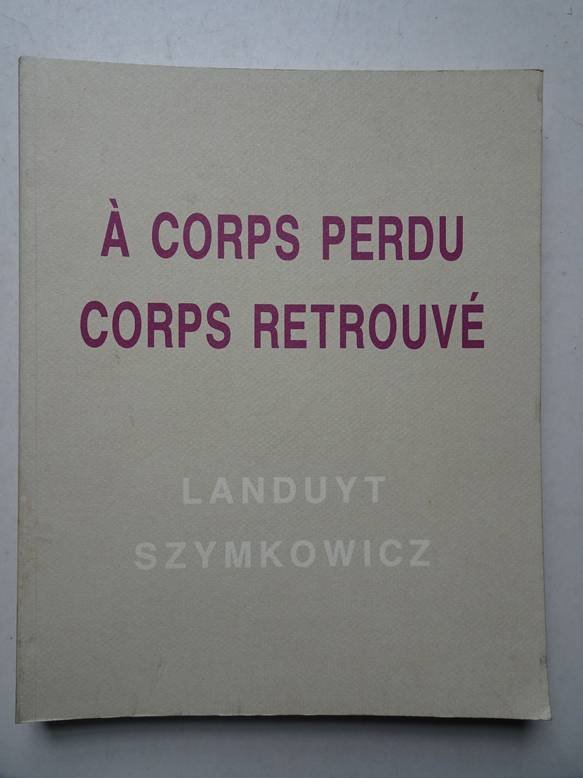 À CORPS PERDU
CORPS RETROUVÉ
LANDUYT
SZYMKOWICZ